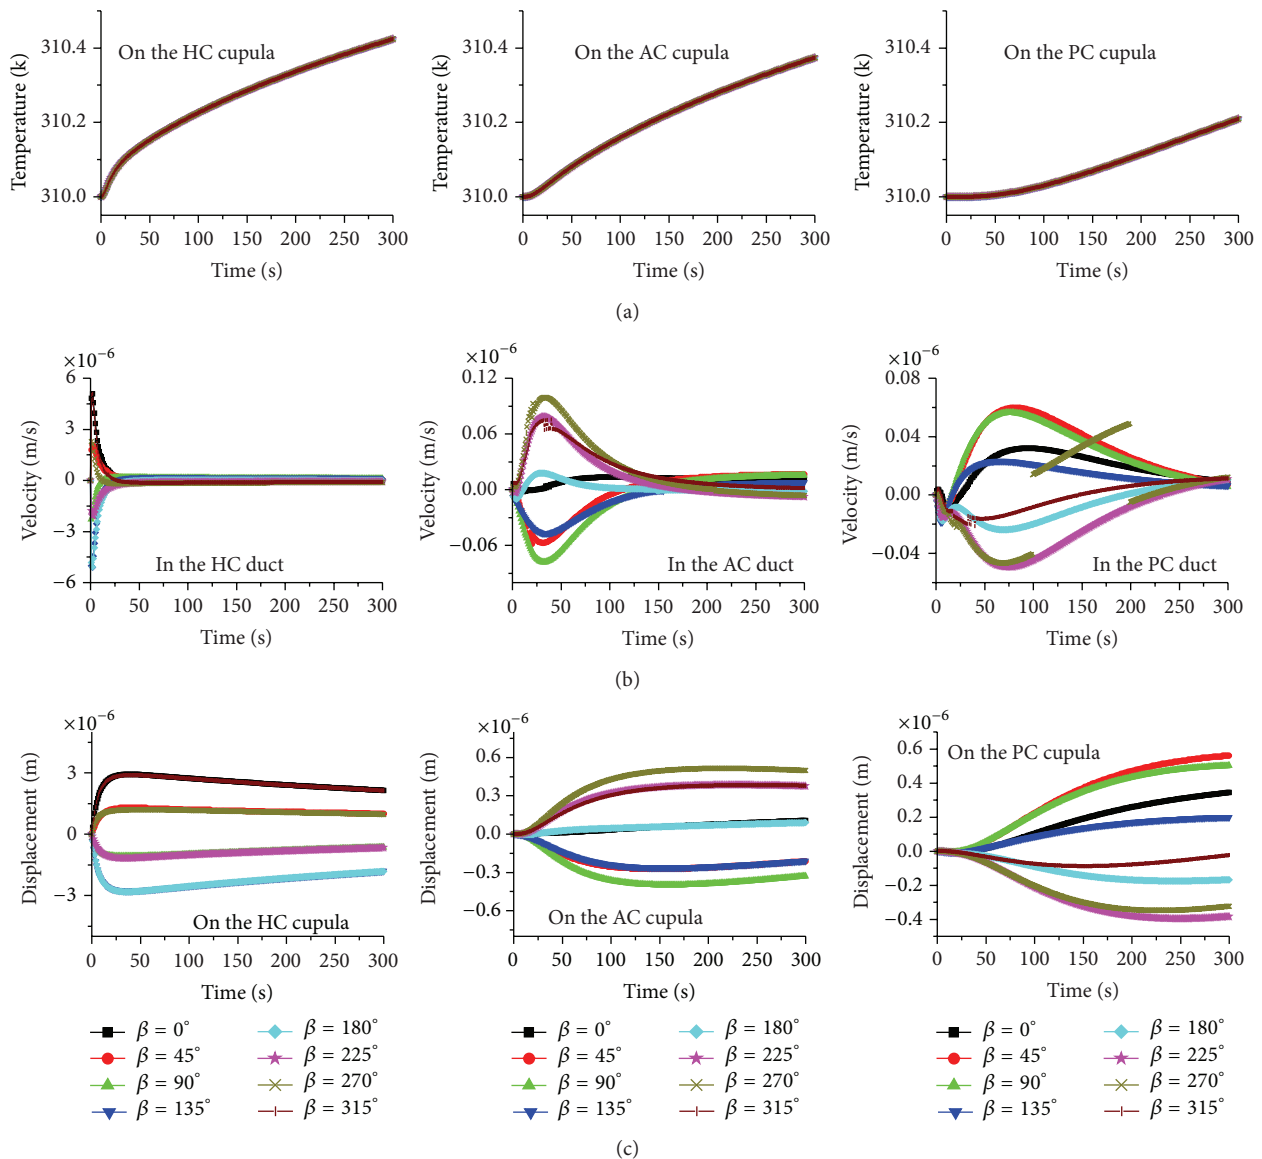 310.4
310.2
310.0
Temperature (k)
On the HC cupula
0 50 100 150 200 250 300
Time (s)
310.4
310.2
310.0
Temperature (k)
On the AC cupula
0 50 100 150 200 250 300
Time (s)
310.4
310.2
310.0
Temperature (k)
On the PC cupula
0 50 100 150 200 250 300
Time (s)
(a)
×10⁻⁶
6
3
0
−3
−6
Velocity (m/s)
In the HC duct
0 50 100 150 200 250 300
Time (s)
×10⁻⁶
0.12
0.06
0.00
−0.06
Velocity (m/s)
In the AC duct
0 50 100 150 200 250 300
Time (s)
×10⁻⁶
0.08
0.04
0.00
−0.04
Velocity (m/s)
In the PC duct
0 50 100 150 200 250 300
Time (s)
(b)
×10⁻⁶
3
0
−3
Displacement (m)
On the HC cupula
0 50 100 150 200 250 300
Time (s)
×10⁻⁶
0.6
0.3
0.0
−0.3
−0.6
Displacement (m)
On the AC cupula
0 50 100 150 200 250 300
Time (s)
×10⁻⁶
0.6
0.4
0.2
0.0
−0.2
−0.4
Displacement (m)
On the PC cupula
0 50 100 150 200 250 300
Time (s)
β = 0°
β = 45°
β = 90°
β = 135°
β = 180°
β = 225°
β = 270°
β = 315°
β = 0°
β = 45°
β = 90°
β = 135°
β = 180°
β = 225°
β = 270°
β = 315°
β = 0°
β = 45°
β = 90°
β = 135°
β = 180°
β = 225°
β = 270°
β = 315°
(c)